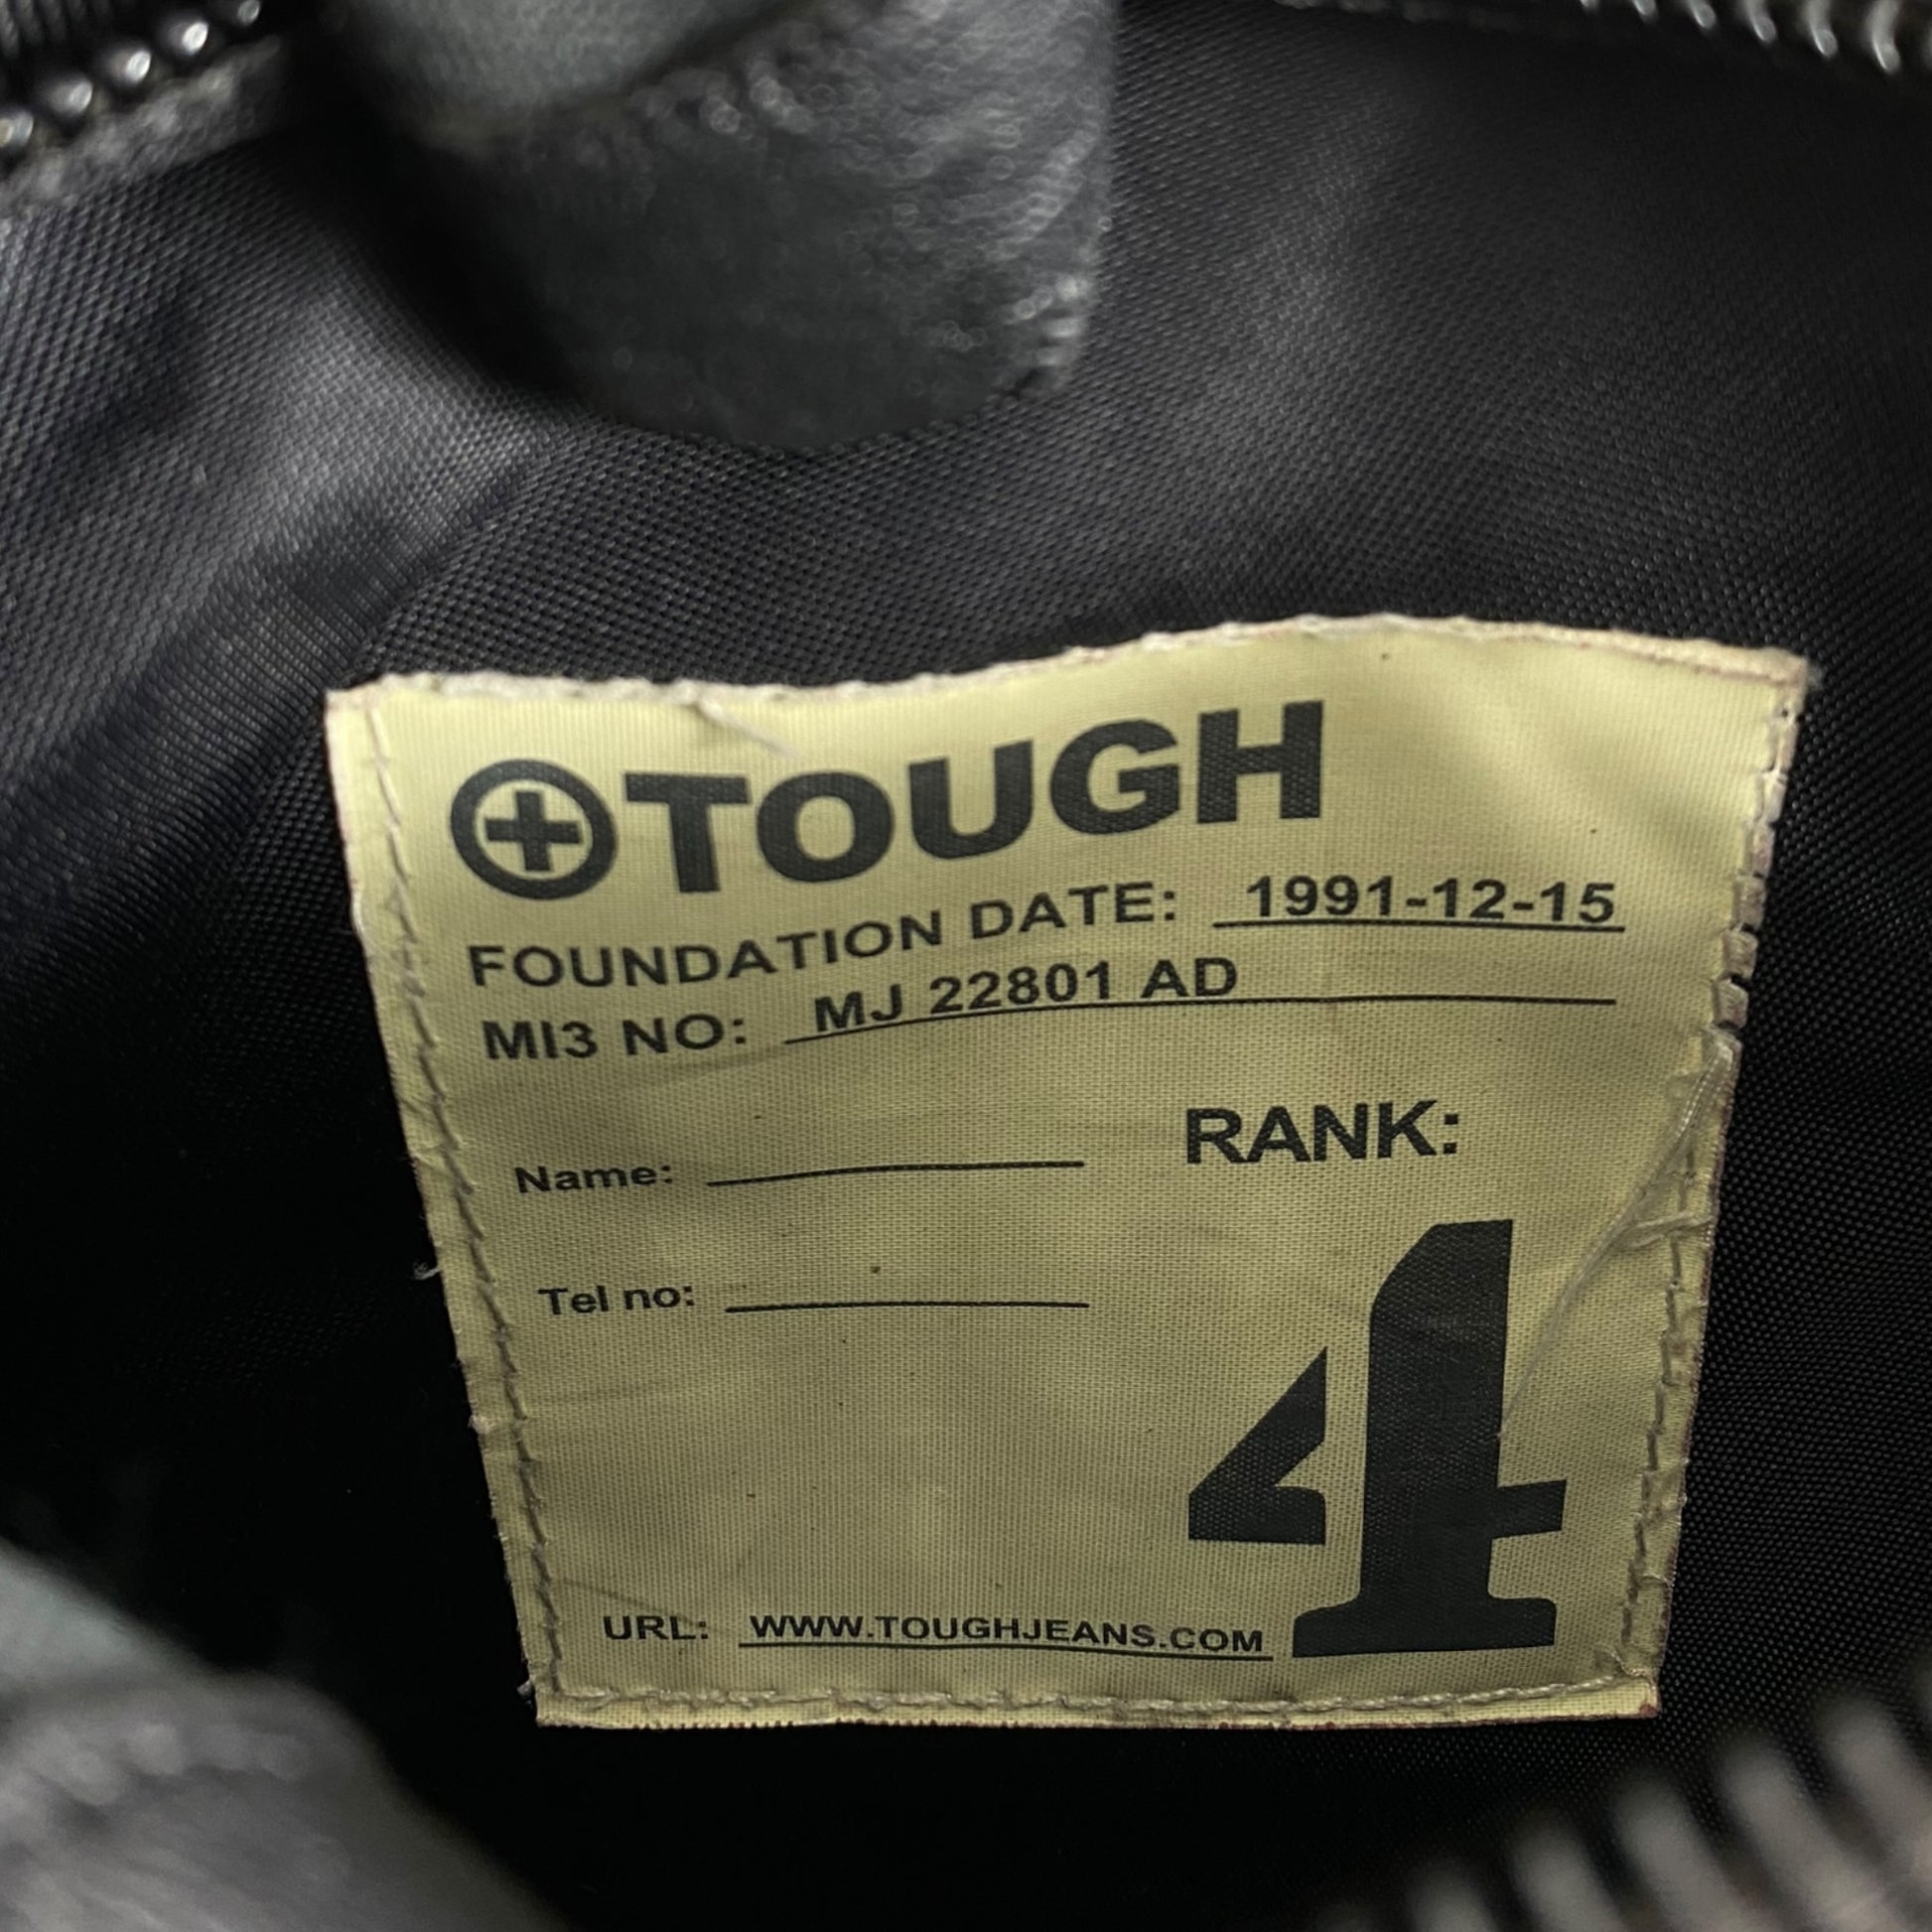 TOUGH
FOUNDATION DATE: 1991-12-15
MI3 NO: MJ 22801 AD
RANK:
Name:
Tel no:
4
URL: WWW.TOUGHJEANS.COM